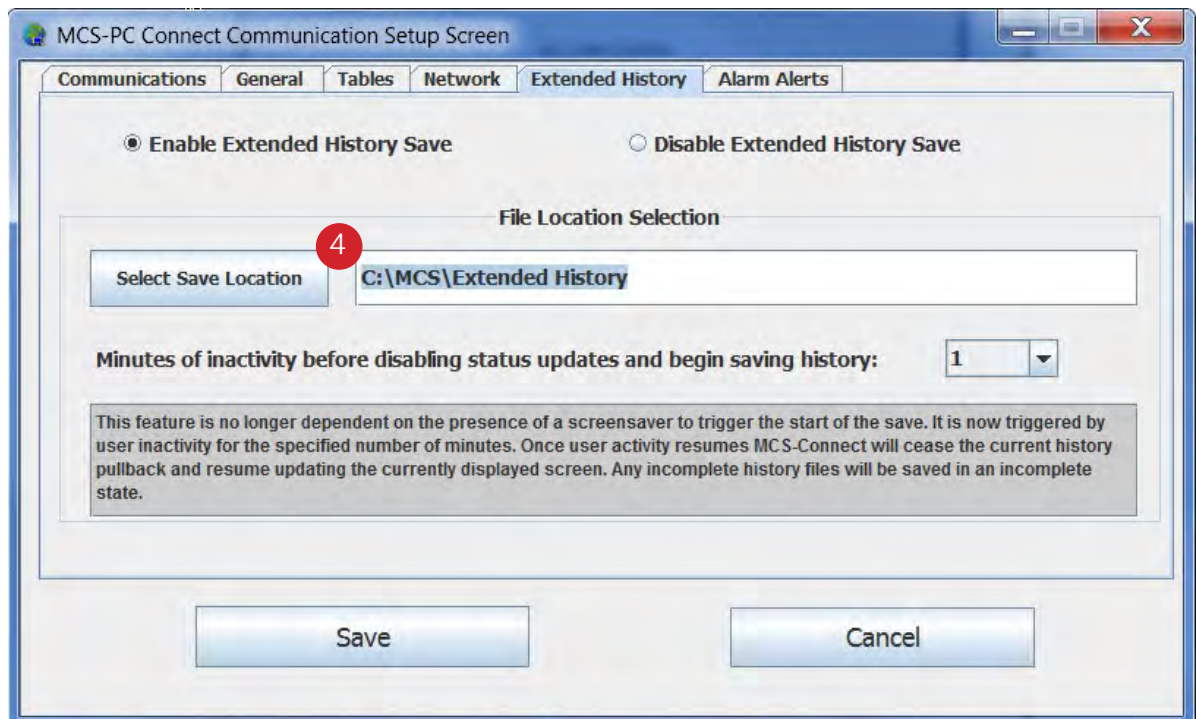 MCS-PC Connect Communication Setup Screen
Communications General Tables Network Extended History Alarm Alerts
Enable Extended History Save Disable Extended History Save
File Location Selection
4
Select Save Location C:\MCS\Extended History
Minutes of inactivity before disabling status updates and begin saving history: 1
This feature is no longer dependent on the presence of a screensaver to trigger the start of the save. It is now triggered by
user inactivity for the specified number of minutes. Once user activity resumes MCS-Connect will cease the current history
pullback and resume updating the currently displayed screen. Any incomplete history files will be saved in an incomplete
state.
Save Cancel